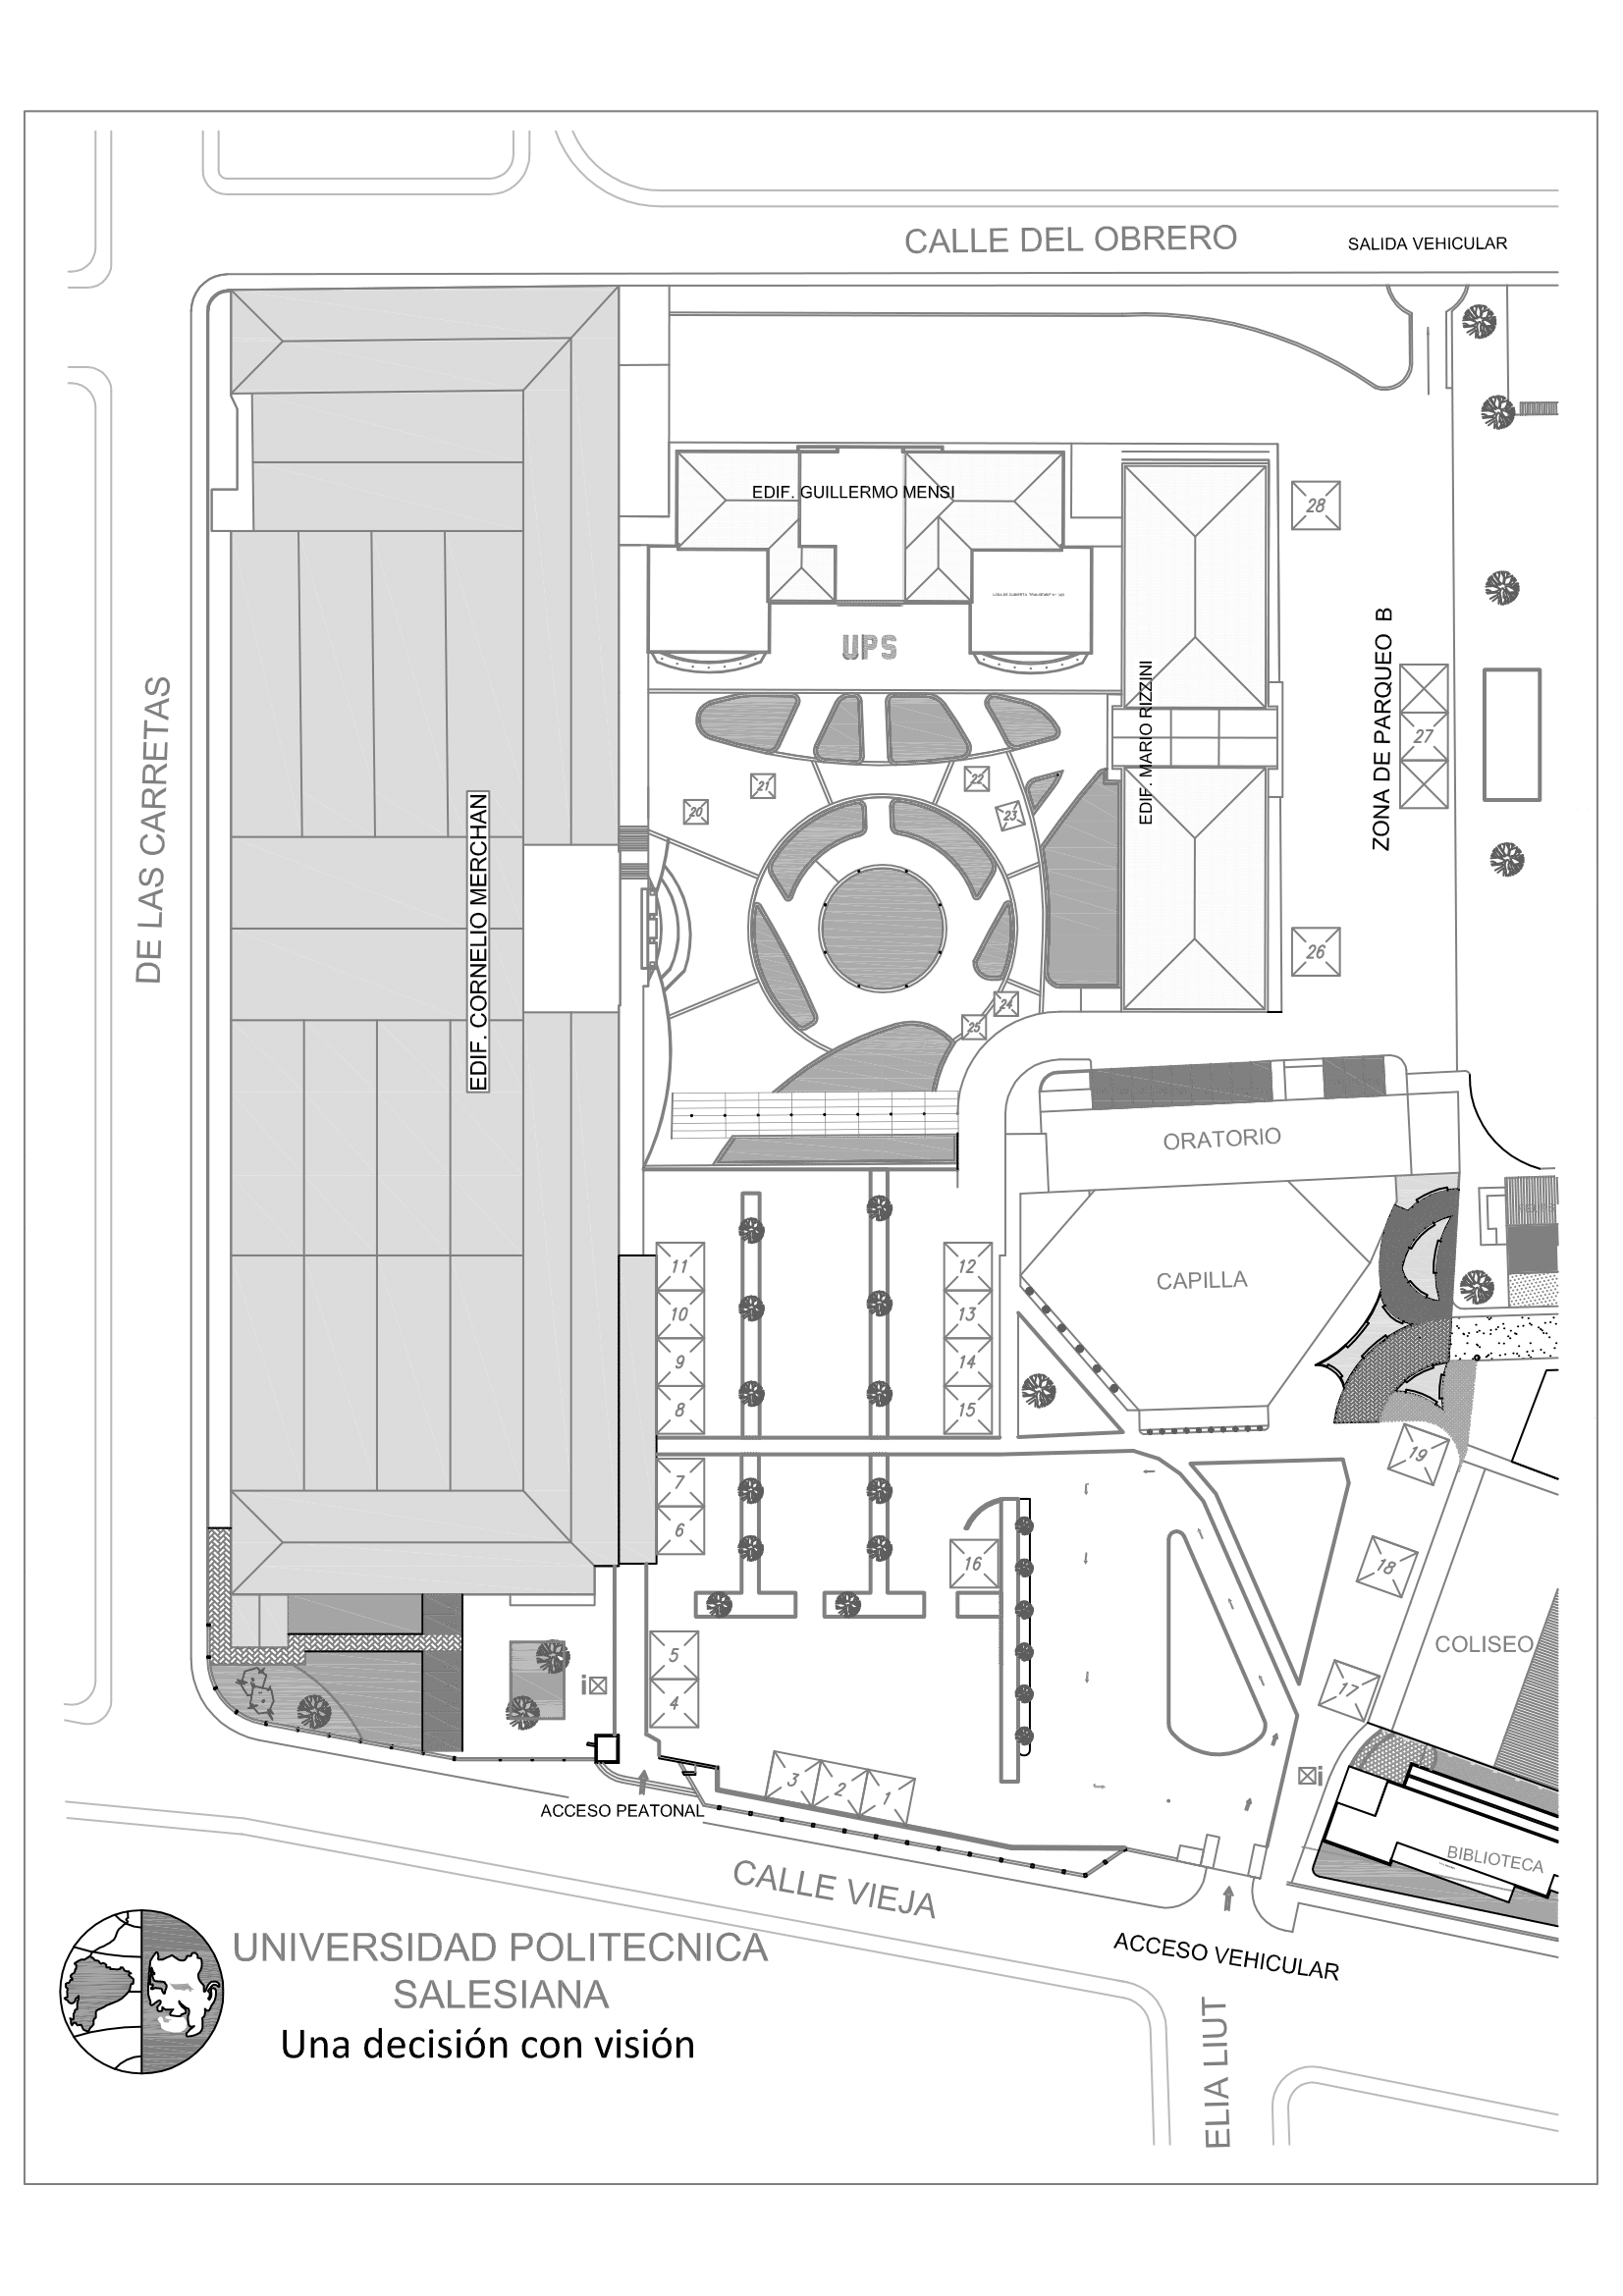 CALLE DEL OBRERO
SALIDA VEHICULAR
EDIF. GUILLERMO MENSI
28
UPS
ZONA DE PARQUEO B
EDIF. MARIO RIZZINI
DE LAS CARRETAS
27
21
22
20
23
EDIF. CORNELIO MERCHAN
26
24
25
ORATORIO
11
12
CAPILLA
10
13
9
14
8
15
19
7
6
16
18
COLISEO
5
i
4
17
3
2
1
i
ACCESO PEATONAL
BIBLIOTECA
CALLE VIEJA
ACCESO VEHICULAR
UNIVERSIDAD POLITECNICA
SALESIANA
Una decisión con visión
ELIA LIUT